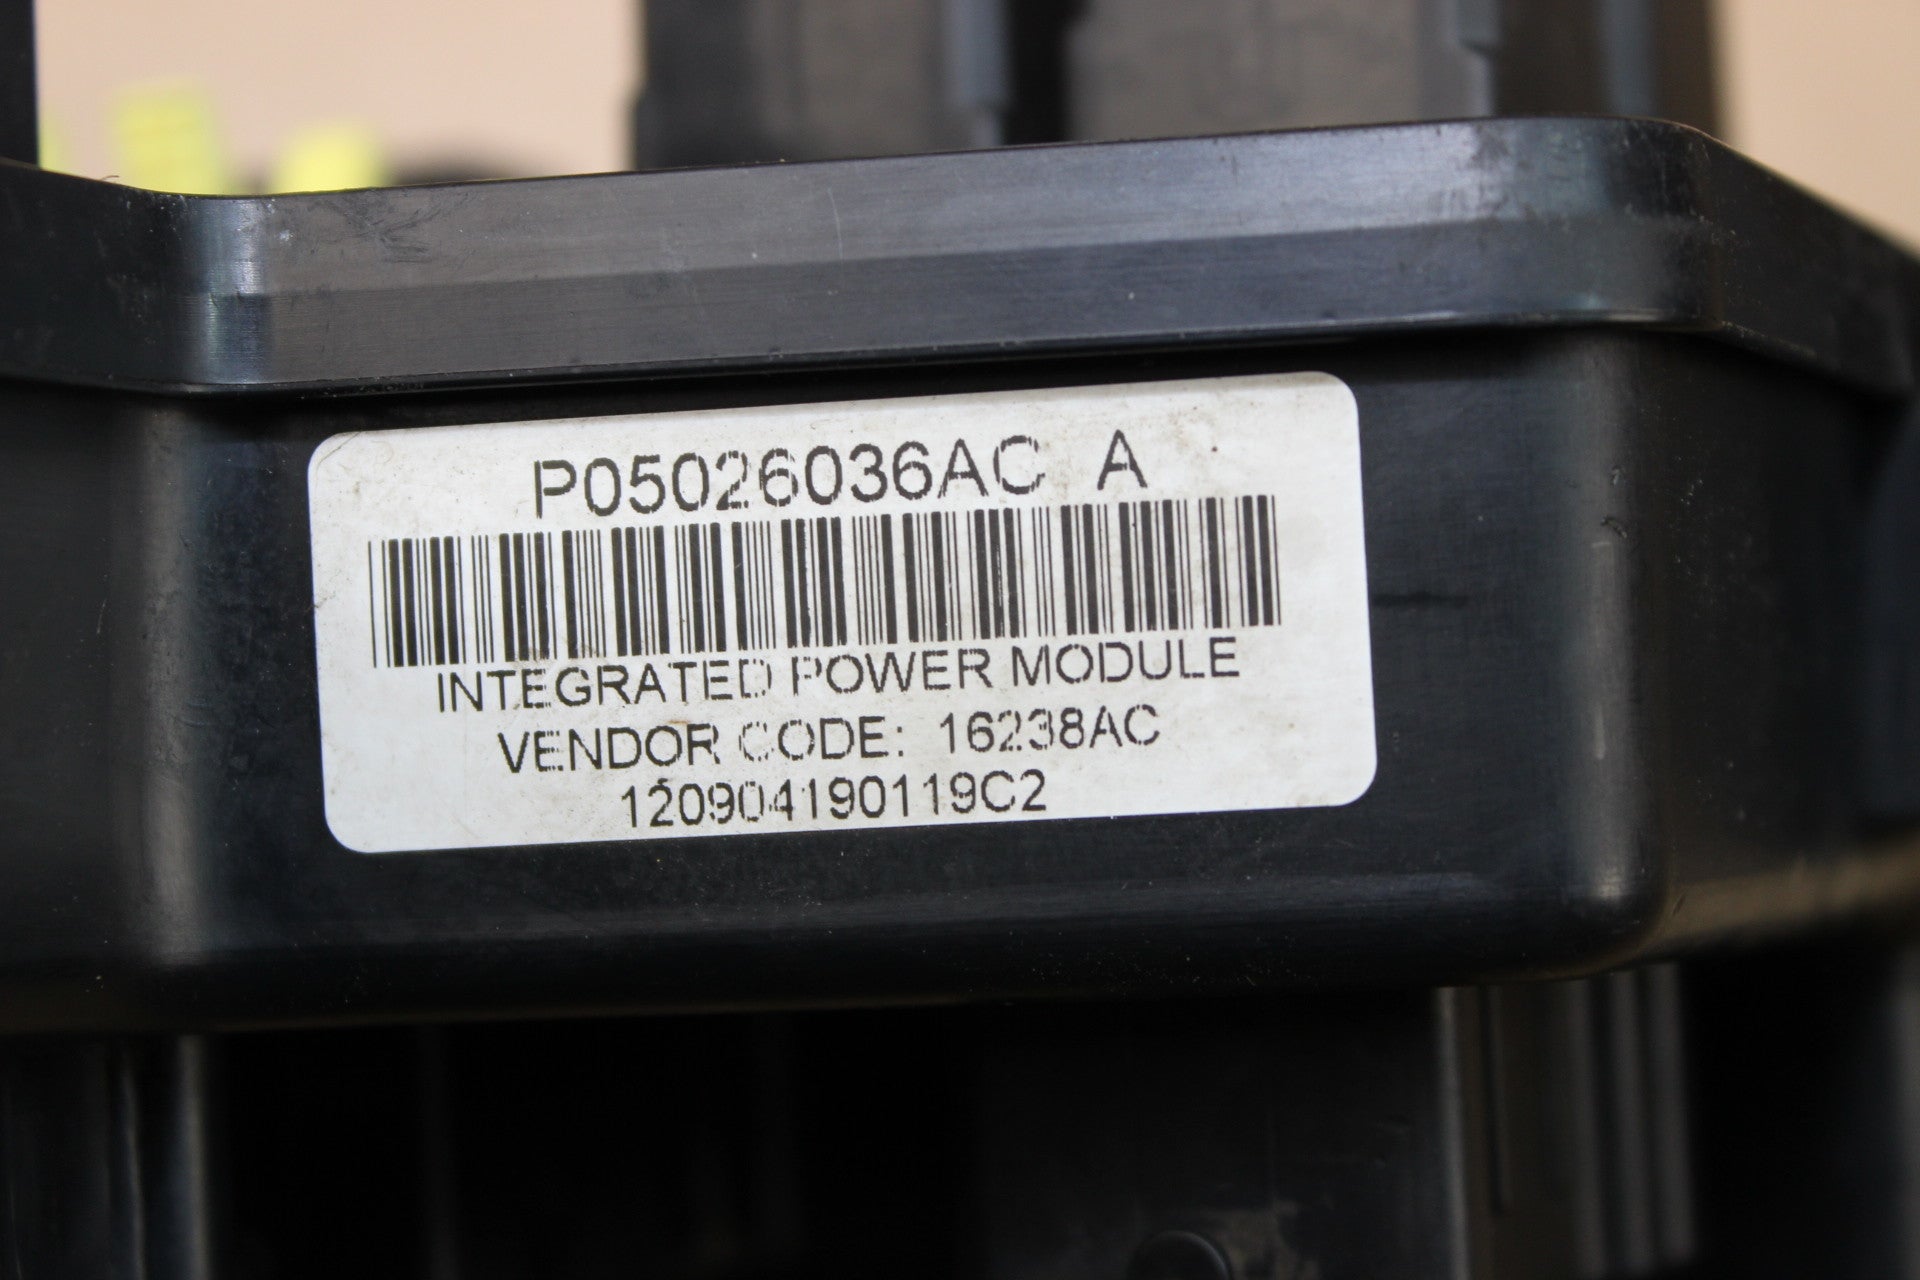 P05026036AC A
INTEGRATED POWER MODULE
VENDOR CODE: 16238AC
120904190119C2